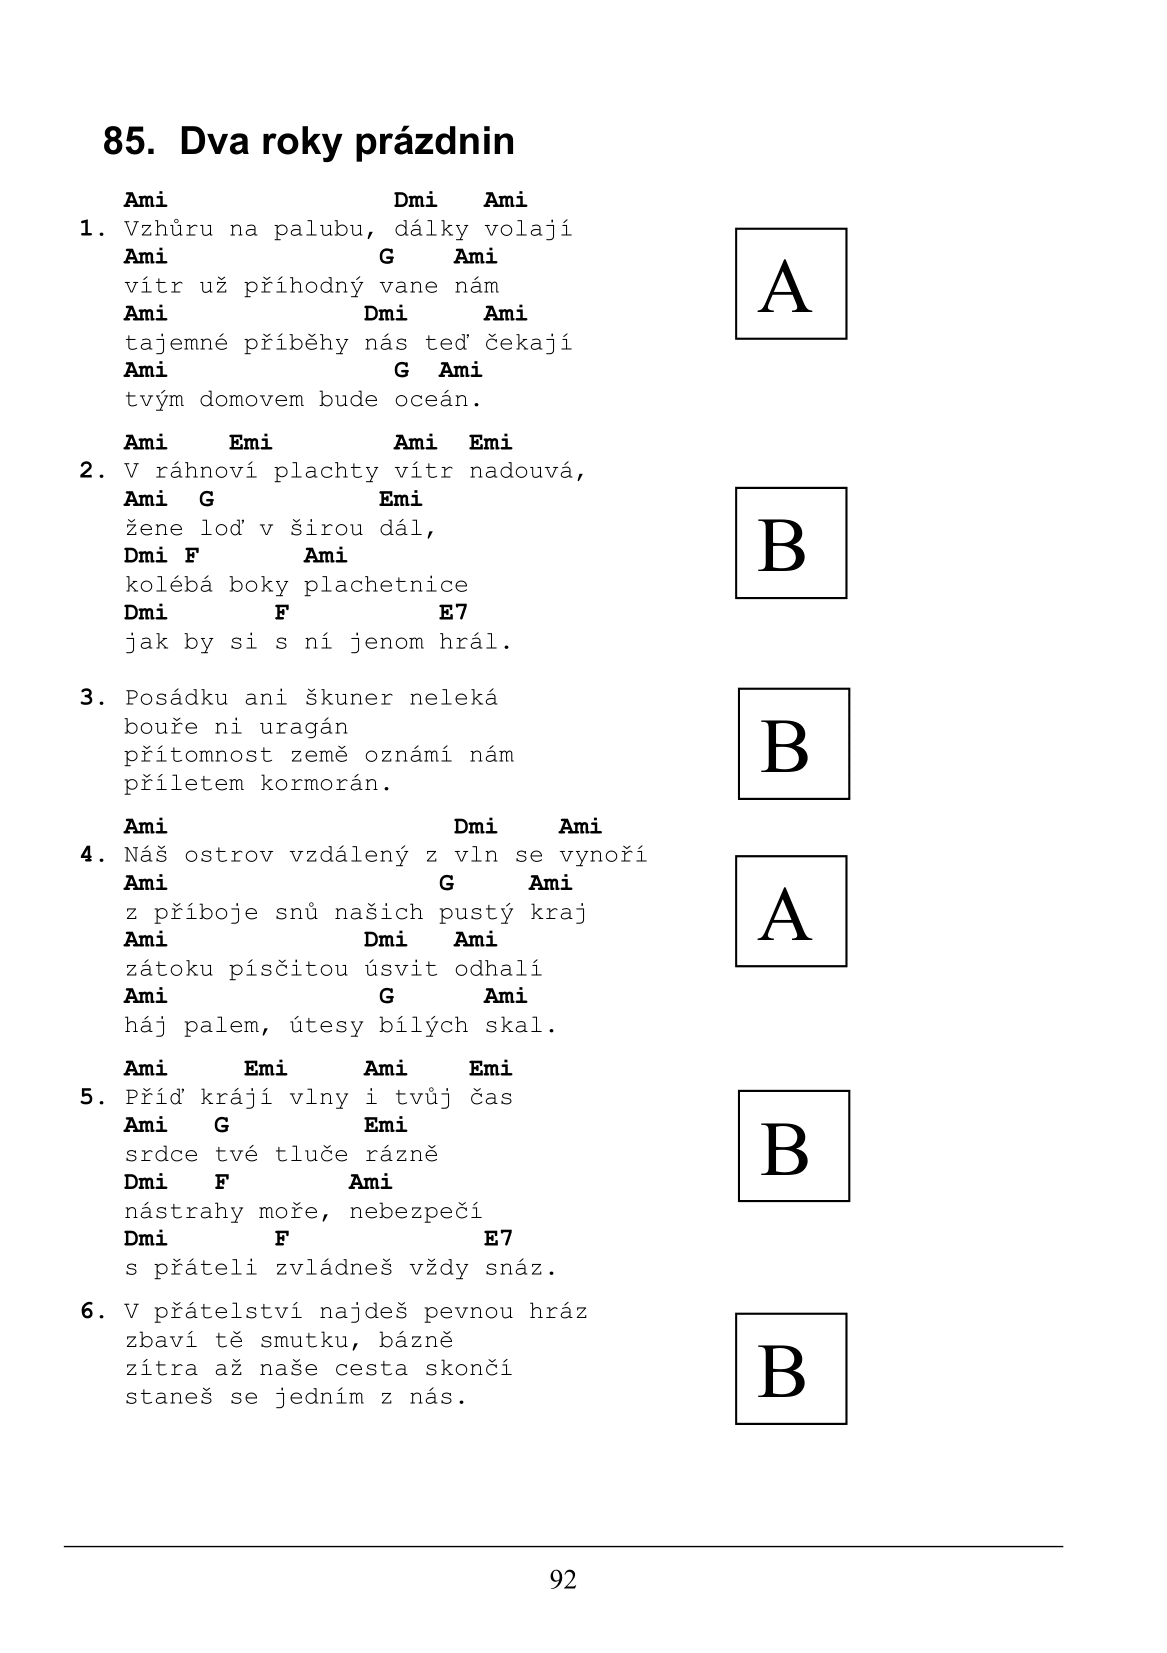 85. Dva roky prázdnin
Ami Dmi Ami
1. Vzhůru na palubu, dálky volají
Ami G Ami
vítr už příhodný vane nám
Ami Dmi Ami
tajemné příběhy nás teď čekají
Ami G Ami
tvým domovem bude oceán.
A
Ami Emi Ami Emi
2. V ráhnoví plachty vítr nadouvá,
Ami G Emi
žene loď v širou dál,
Dmi F Ami
kolébá boky plachetnice
Dmi F E7
jak by si s ní jenom hrál.
B
3. Posádku ani škuner neleká
bouře ni uragán
přítomnost země oznámí nám
příletem kormorán.
B
Ami Dmi Ami
4. Náš ostrov vzdálený z vln se vynoří
Ami G Ami
z příboje snů našich pustý kraj
Ami Dmi Ami
zátoku písčitou úsvit odhalí
Ami G Ami
háj palem, útesy bílých skal.
A
Ami Emi Ami Emi
5. Příď krájí vlny i tvůj čas
Ami G Emi
srdce tvé tluče rázně
Dmi F Ami
nástrahy moře, nebezpečí
Dmi F E7
s přáteli zvládneš vždy snáz.
B
6. V přátelství najdeš pevnou hráz
zbaví tě smutku, bázně
zítra až naše cesta skončí
staneš se jedním z nás.
B
92